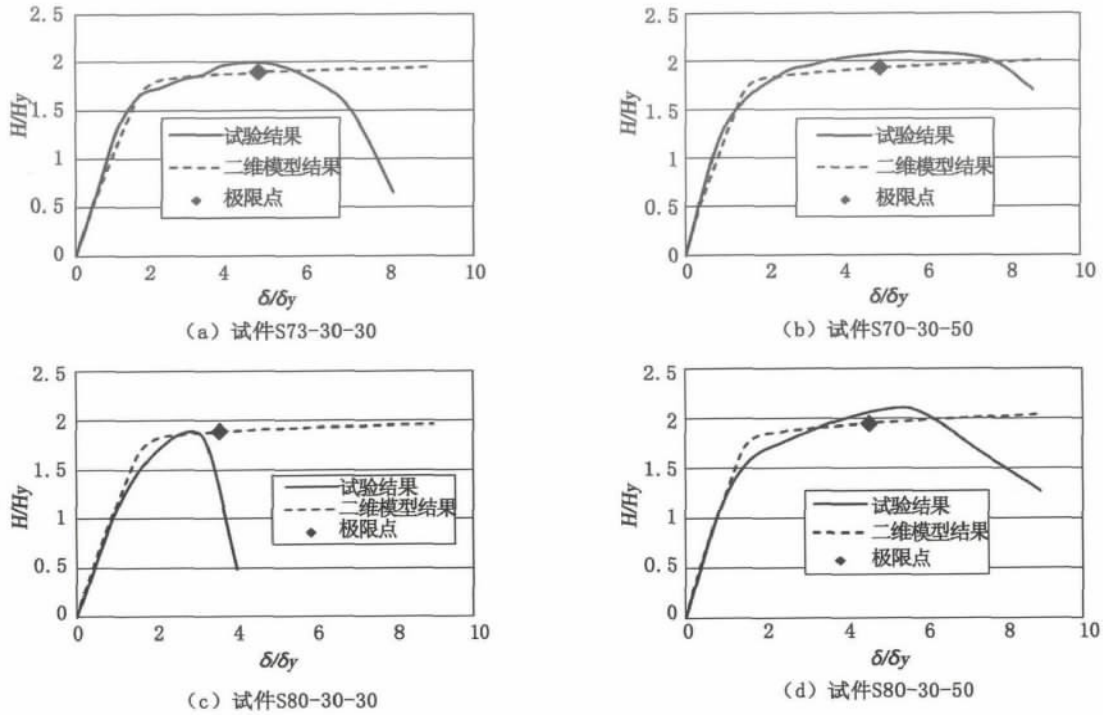 2.5
2
1.5
1
0.5
0
H/Hy
试验结果
二维模型结果
极限点
0 2 4 6 8 10
δ/δy
(a) 试件S73-30-30
2.5
2
1.5
1
0.5
0
H/Hy
试验结果
二维模型结果
极限点
0 2 4 6 8 10
δ/δy
(b) 试件S70-30-50
2.5
2
1.5
1
0.5
0
H/Hy
试验结果
二维模型结果
极限点
0 2 4 6 8 10
δ/δy
(c) 试件S80-30-30
2.5
2
1.5
1
0.5
0
H/Hy
试验结果
二维模型结果
极限点
0 2 4 6 8 10
δ/δy
(d) 试件S80-30-50